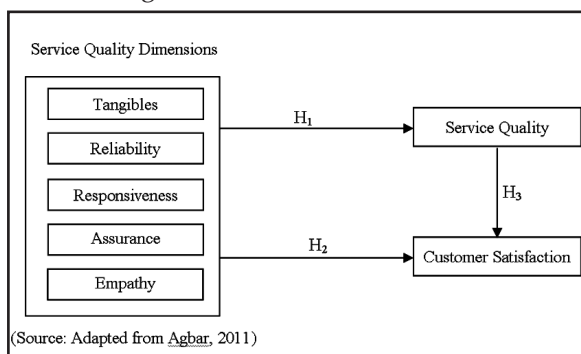 Service Quality Dimensions
Tangibles
Reliability
Responsiveness
Assurance
Empathy
H1
Service Quality
H3
H2
Customer Satisfaction
(Source: Adapted from Agbar, 2011)